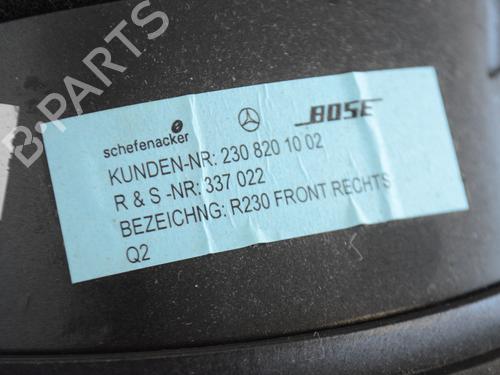 B-PARTS
schefenacker BOSE
KUNDEN-NR: 230 820 10 02
R & S -NR: 337 022
BEZEICHNG: R230 FRONT RECHTS
Q2